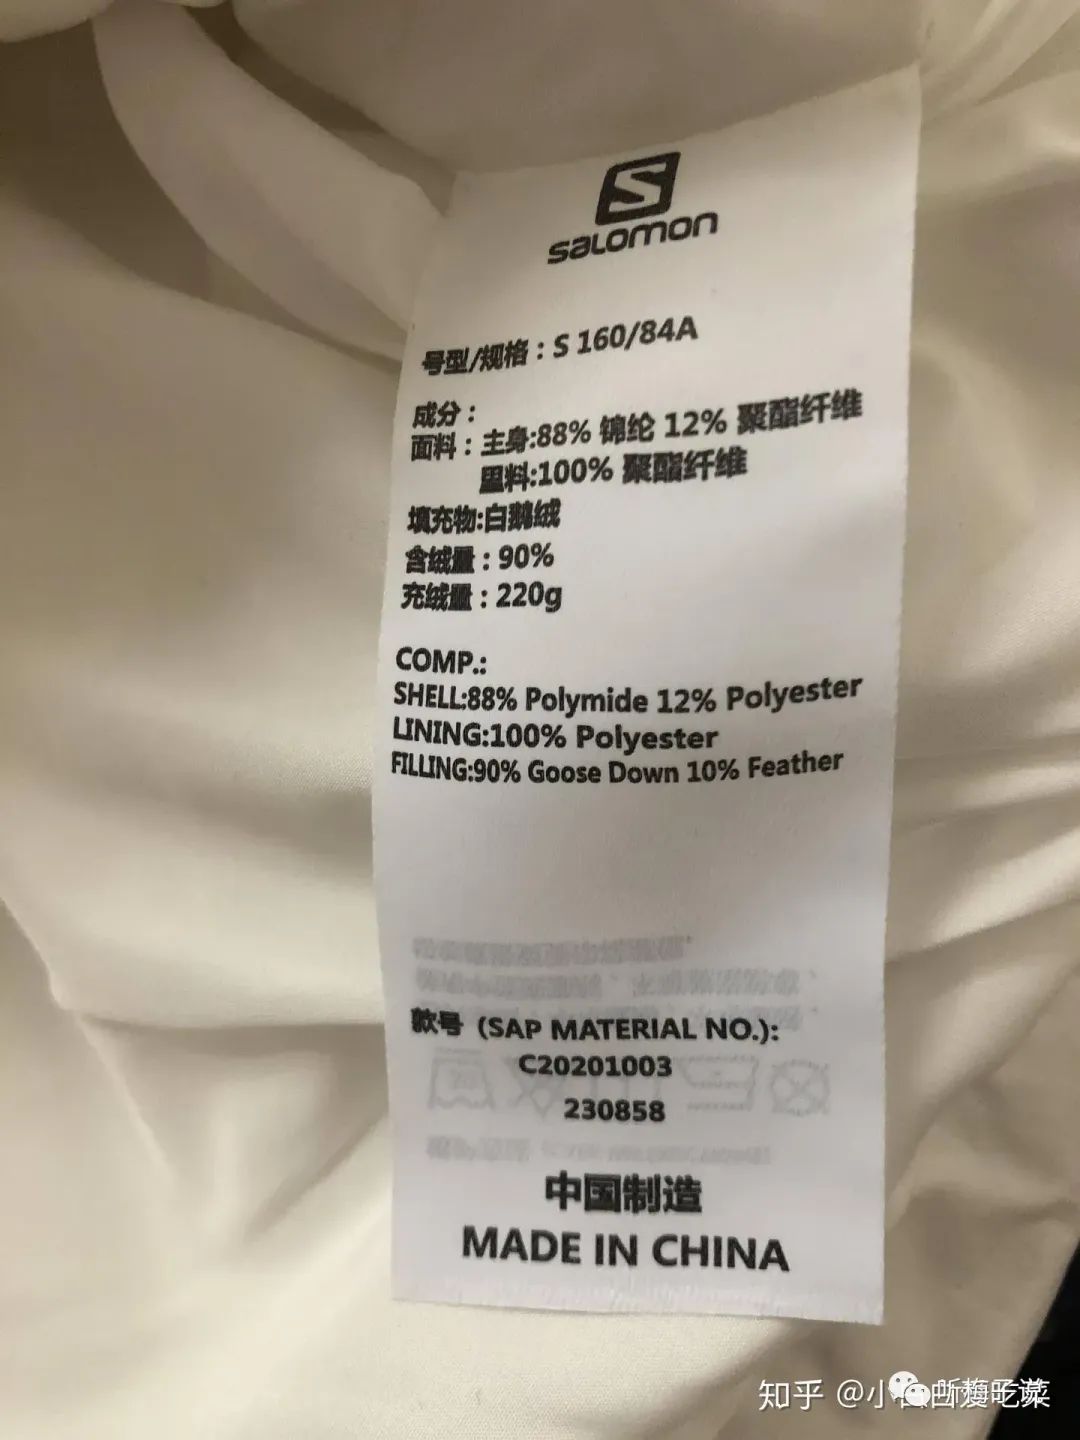 S
salomon
号型/规格：S 160/84A
成分：
面料：主身:88% 锦纶 12% 聚酯纤维
里料:100% 聚酯纤维
填充物:白鹅绒
含绒量：90%
充绒量：220g
COMP.:
SHELL:88% Polymide 12% Polyester
LINING:100% Polyester
FILLING:90% Goose Down 10% Feather
款号 (SAP MATERIAL NO.):
C20201003
230858
中国制造
MADE IN CHINA
知乎 @小